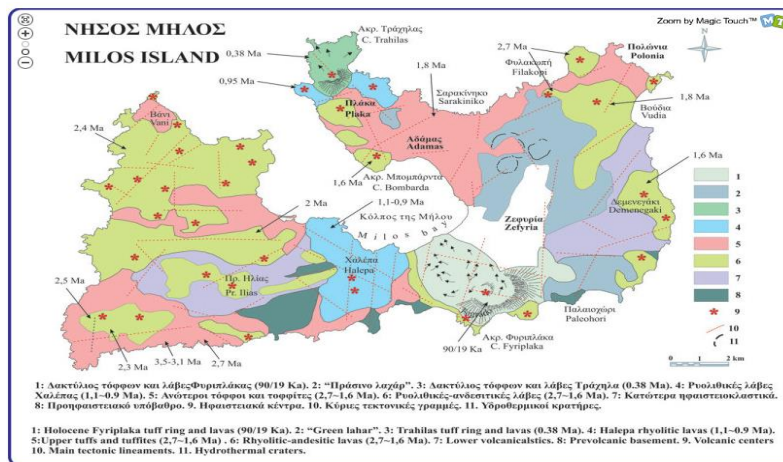 Zoom by Magic Touch™
ΝΗΣΟΣ ΜΗΛΟΣ
MILOS ISLAND
Ακρ. Τράχηλας
C. Trahilas
0,38 Ma
0,95 Ma
2,7 Ma
Πολώνια
Polonia
N
1,8 Ma
Φυλακωπή
Filakopi
Σαρακίνηκο
Sarakiniko
Πλάκα
Plaka
Βάνι
Vani
Βούδια
Vudia
1,8 Ma
2,4 Ma
Αδάμας
Adamas
1,6 Ma
Ακρ. Μπομπάρντα
C. Bombarda
1,6 Ma
1,1-0,9 Ma
Κόλπος της Μήλου
Milos bay
2 Ma
Δεμενεγάκι
Demenegaki
Ζεφυρία
Zefyria
Χαλέπα
Halepa
Πρ. Ηλίας
Pr. Ilias
2,5 Ma
2,3 Ma
3,5-3,1 Ma
2,7 Ma
90/19 Ka
Ακρ. Φυριπλάκα
C. Fyriplaka
Παλαιοχώρι
Paleohori
1
2
3
4
5
6
7
8
9
10
11
0 2 km
1: Δακτύλιος τόφφων και λάβεςΦυριπλάκας (90/19 Ka). 2: “Πράσινο λαχάρ”. 3: Δακτύλιος τόφφων και λάβες Τράχηλα (0.38 Ma). 4: Ρυολιθικές λάβες
Χαλέπας (1,1~0.9 Ma). 5: Ανώτεροι τόφφοι και τοφφίτες (2,7~1,6 Ma). 6: Ρυολιθικές-ανδεσιτικές λάβες (2,7~1,6 Ma). 7: Κατώτερα ηφαιστειοκλαστικά.
8: Προηφαιστειακό υπόβαθρο. 9. Ηφαιστειακά κέντρα. 10. Κύριες τεκτονικές γραμμές. 11. Υδροθερμικοί κρατήρες.
1: Holocene Fyriplaka tuff ring and lavas (90/19 Ka). 2: “Green lahar”. 3: Trahilas tuff ring and lavas (0.38 Ma). 4: Halepa rhyolitic lavas (1,1~0.9 Ma).
5:Upper tuffs and tuffites (2,7~1,6 Ma) . 6: Rhyolitic-andesitic lavas (2,7~1,6 Ma). 7: Lower volcanicalstics. 8: Prevolcanic basement. 9. Volcanic centers
10. Main tectonic lineaments. 11. Hydrothermal craters.